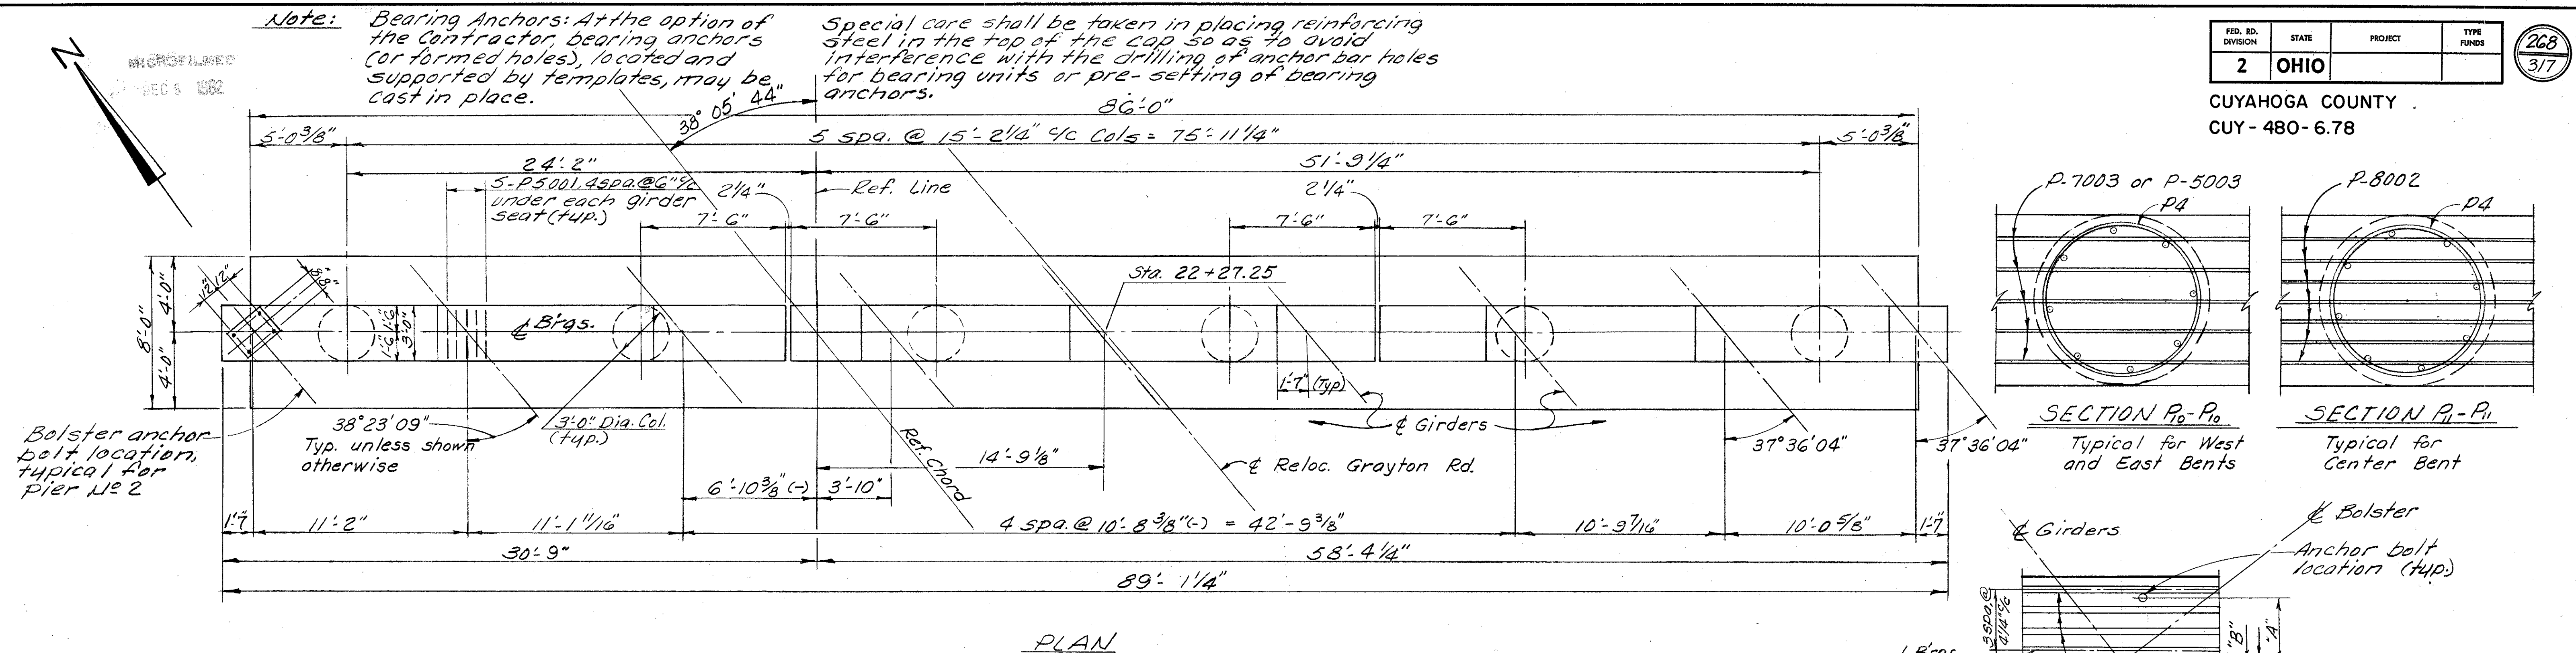 Note:
Bearing Anchors: At the option of
the Contractor, bearing anchors
(or formed holes), located and
supported by templates, may be
cast in place.
Special care shall be taken in placing reinforcing
steel in the top of the cap so as to avoid
interference with the drilling of anchor bar holes
for bearing units or pre-setting of bearing
anchors.
N
MICROFILMED
DEC 6 1982
FED. RD. DIVISION
STATE
PROJECT
TYPE FUNDS
2
OHIO
268
317
CUYAHOGA COUNTY
CUY-480-6.78
38° 05' 44"
86'-0"
5'-0 3/8"
5 spa. @ 15'-2 1/4" c/c Cols = 75'-11 1/4"
5'-0 3/8"
24'-2"
51'-9 1/4"
5-P5001, 4 spa. @ 6" c/c
under each girder
seat (typ.)
2 1/4"
Ref. Line
2 1/4"
7'-6"
7'-6"
7'-6"
7'-6"
P-7003 or P-5003
P4
P-8002
P4
12"
12"
8"
8"
8'-0"
4'-0"
4'-0"
1'-6"
1'-6"
3'-0"
℄ Brgs.
Sta. 22+27.25
1'-7" (Typ)
Bolster anchor
bolt location,
typical for
Pier No 2
38° 23' 09"
Typ. unless shown
otherwise
3'-0" Dia. Col.
(typ.)
Ref. Chord
14'-9 1/8"
℄ Reloc. Grayton Rd.
℄ Girders
37° 36' 04"
37° 36' 04"
SECTION P10-P10
Typical for West
and East Bents
SECTION P11-P11
Typical for
Center Bent
6'-10 3/8" (-)
3'-10"
1'-7"
11'-2"
11'-1 11/16"
4 spa. @ 10'-8 3/8" (-) = 42'-9 3/8"
10'-9 7/16"
10'-0 5/8"
1'-7"
30'-9"
58'-4 1/4"
89'-1 1/4"
PLAN
℄ Girders
℄ Bolster
Anchor bolt
location (typ.)
3 spa. @
4 1/4" c/c
"B"
"A"